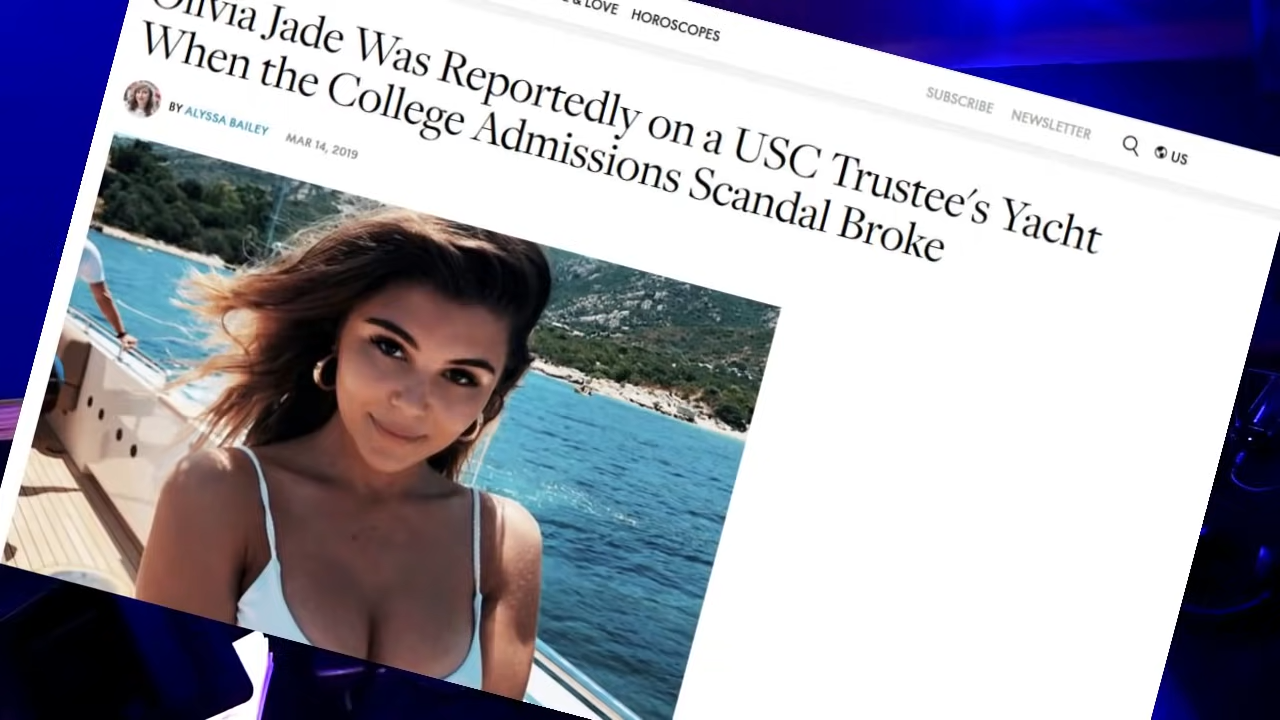 & LOVE HOROSCOPES
SUBSCRIBE NEWSLETTER US
Olivia Jade Was Reportedly on a USC Trustee's Yacht
When the College Admissions Scandal Broke
BY ALYSSA BAILEY MAR 14, 2019